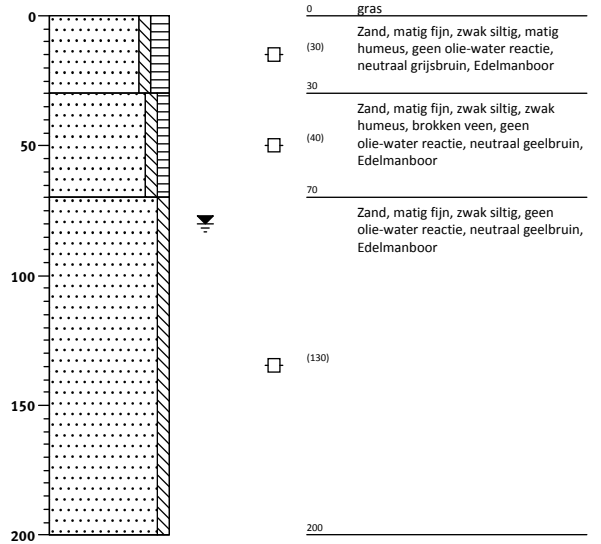 0
0
gras
Zand, matig fijn, zwak siltig, matig
(30)
humeus, geen olie-water reactie,
neutraal grijsbruin, Edelmanboor
30
Zand, matig fijn, zwak siltig, zwak
humeus, brokken veen, geen
50
(40)
olie-water reactie, neutraal geelbruin,
Edelmanboor
70
Zand, matig fijn, zwak siltig, geen
olie-water reactie, neutraal geelbruin,
Edelmanboor
100
(130)
150
200
200